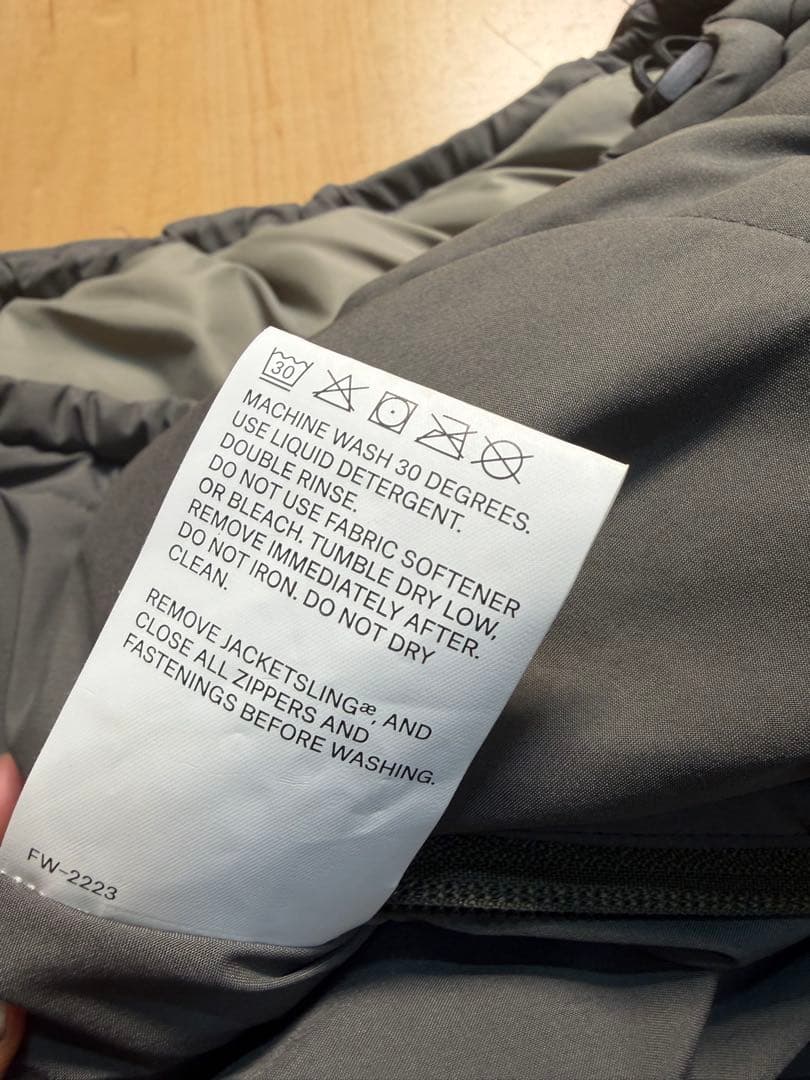 30
MACHINE WASH 30 DEGREES.
USE LIQUID DETERGENT.
DOUBLE RINSE.
DO NOT USE FABRIC SOFTENER
OR BLEACH. TUMBLE DRY LOW,
REMOVE IMMEDIATELY AFTER.
DO NOT IRON. DO NOT DRY
CLEAN.
REMOVE JACKETSLINGᵆ, AND
CLOSE ALL ZIPPERS AND
FASTENINGS BEFORE WASHING.
FW-2223